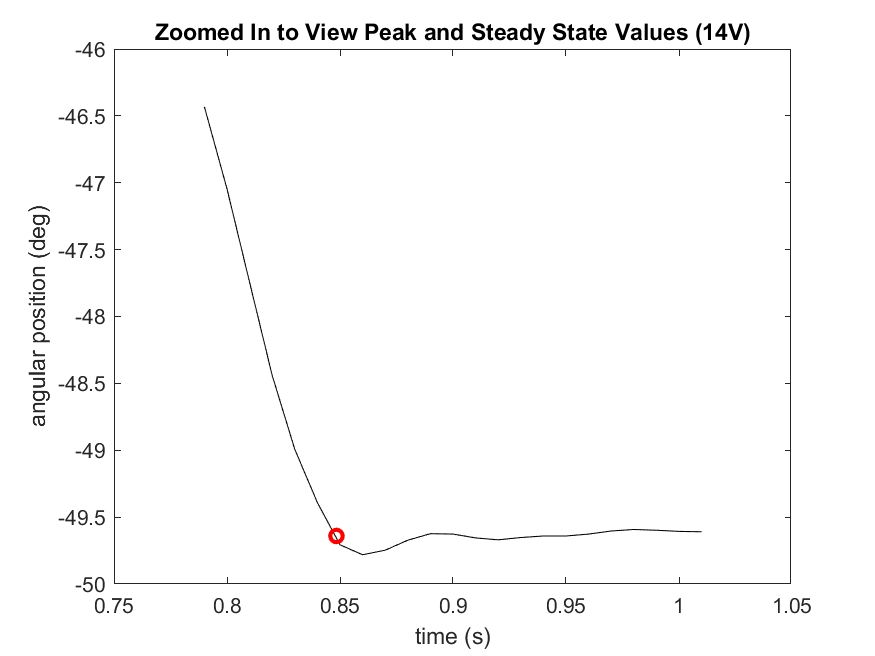 Zoomed In to View Peak and Steady State Values (14V)
-46
-46.5
-47
-47.5
-48
-48.5
-49
-49.5
-50
angular position (deg)
0.75 0.8 0.85 0.9 0.95 1 1.05
time (s)